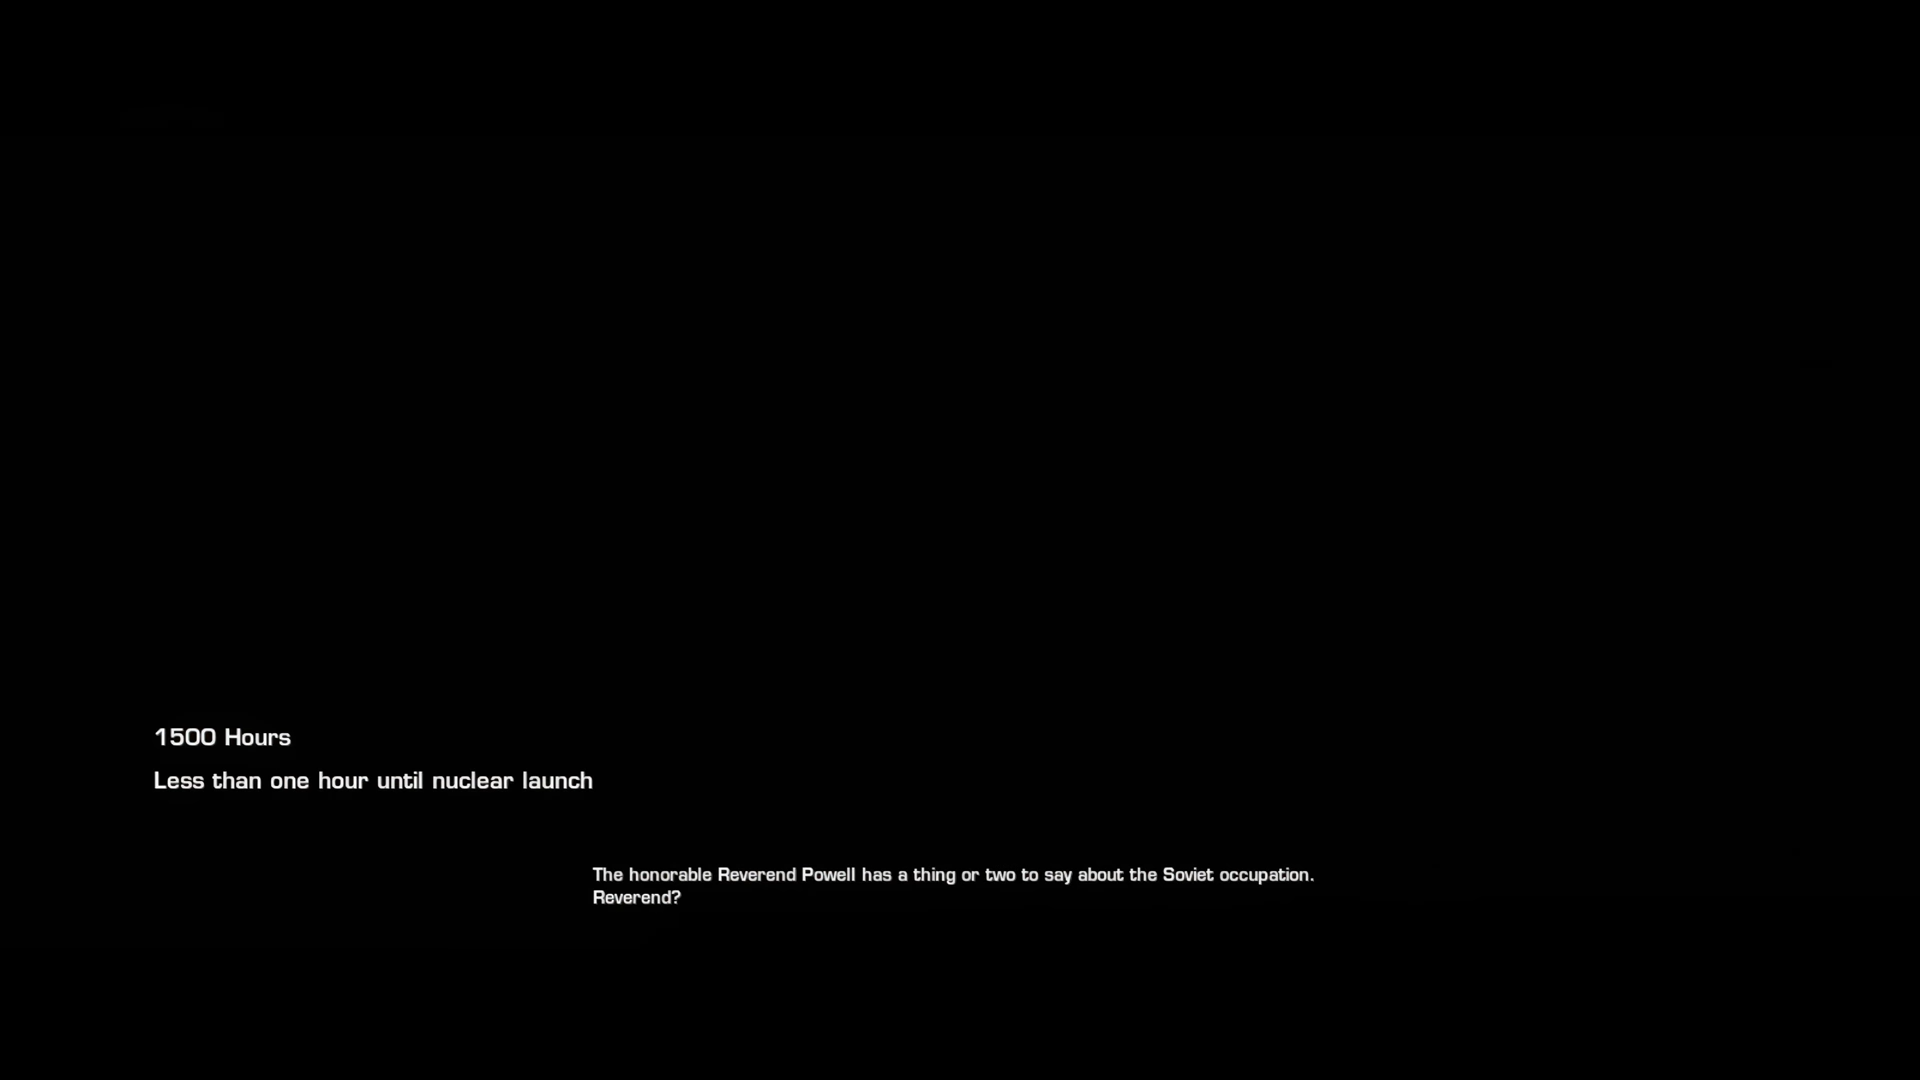 1500 Hours
Less than one hour until nuclear launch
The honorable Reverend Powell has a thing or two to say about the Soviet occupation.
Reverend?